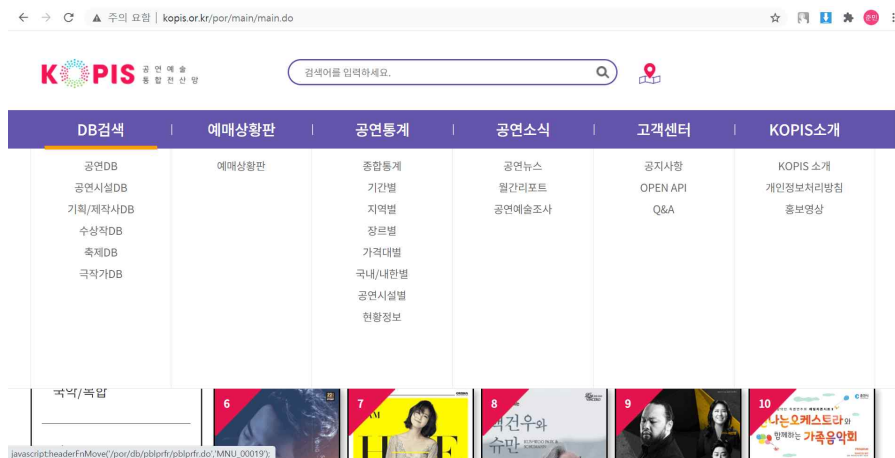 주의 요함 | kopis.or.kr/por/main/main.do
준민
KOPIS 공연예술
통합전산망
검색어를 입력하세요.
DB검색
예매상황판
공연통계
공연소식
고객센터
KOPIS소개
공연DB
공연시설DB
기획/제작사DB
수상작DB
축제DB
극작가DB
예매상황판
종합통계
기간별
지역별
장르별
가격대별
국내/내한별
공연시설별
현황정보
공연뉴스
월간리포트
공연예술조사
공지사항
OPEN API
Q&A
KOPIS 소개
개인정보처리방침
홍보영상
국악/복합
6
7
8
백건우와
슈만
9
10
신나는오케스트라와
함께하는 가족음악회
javascript:headerFnMove('/por/db/pblprfr/pblprfr.do','MNU_00019');